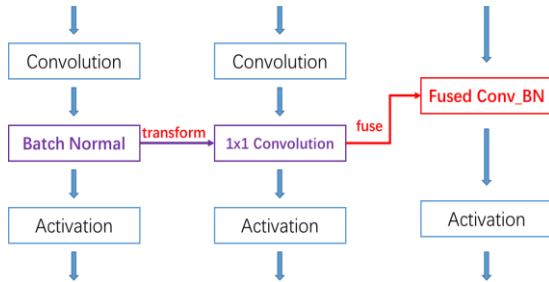 Convolution
Convolution
Fused Conv_BN
Batch Normal
transform
1x1 Convolution
fuse
Activation
Activation
Activation